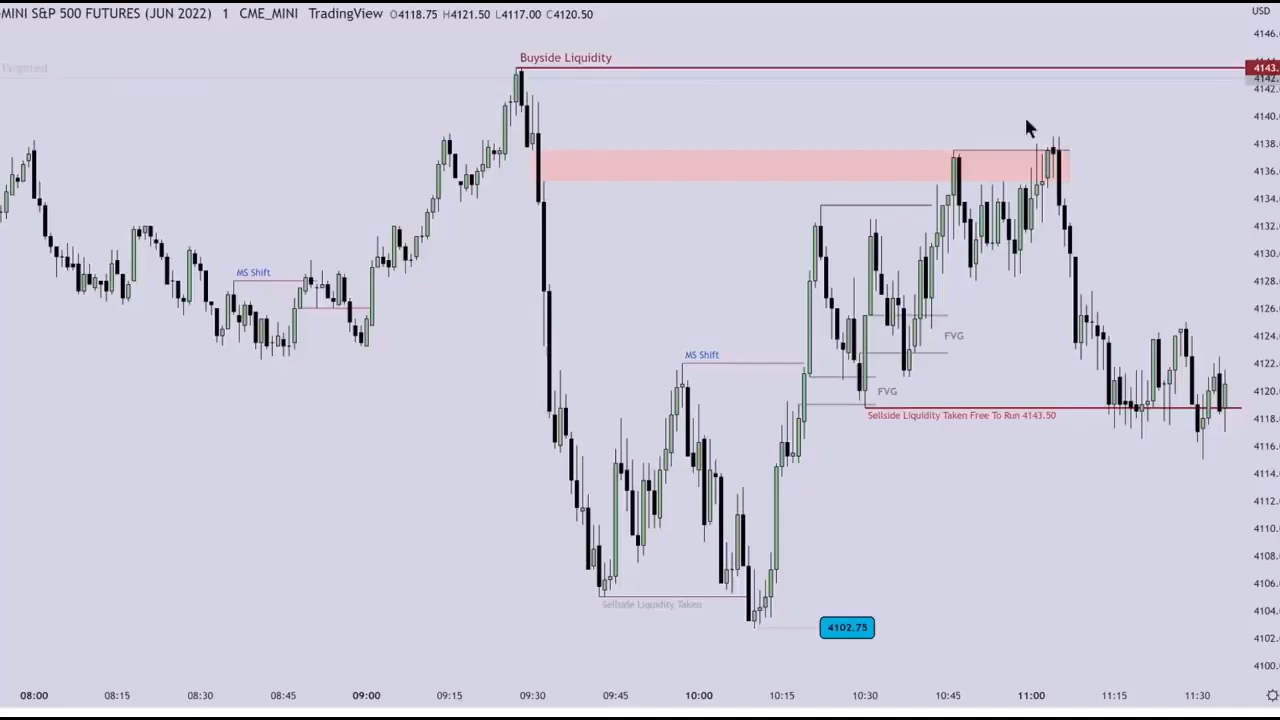 MINI S&P 500 FUTURES (JUN 2022) 1 CME_MINI TradingView O4118.75 H4121.50 L4117.00 C4120.50
USD
4146.
Buyside Liquidity
Targeted
4143.
4142.
4142.
4140.
4138.
4136.
4134.
4132.
4130.
MS Shift
4128.
4126.
FVG
4124.
MS Shift
4122.
FVG
4120.
Sellside Liquidity Taken Free To Run 4143.50
4118.
4116.
4114.
4112.
4110.
4108.
4106.
Sellside Liquidity Taken
4104.
4102.75
4102.
4100.
08:00 08:15 08:30 08:45 09:00 09:15 09:30 09:45 10:00 10:15 10:30 10:45 11:00 11:15 11:30